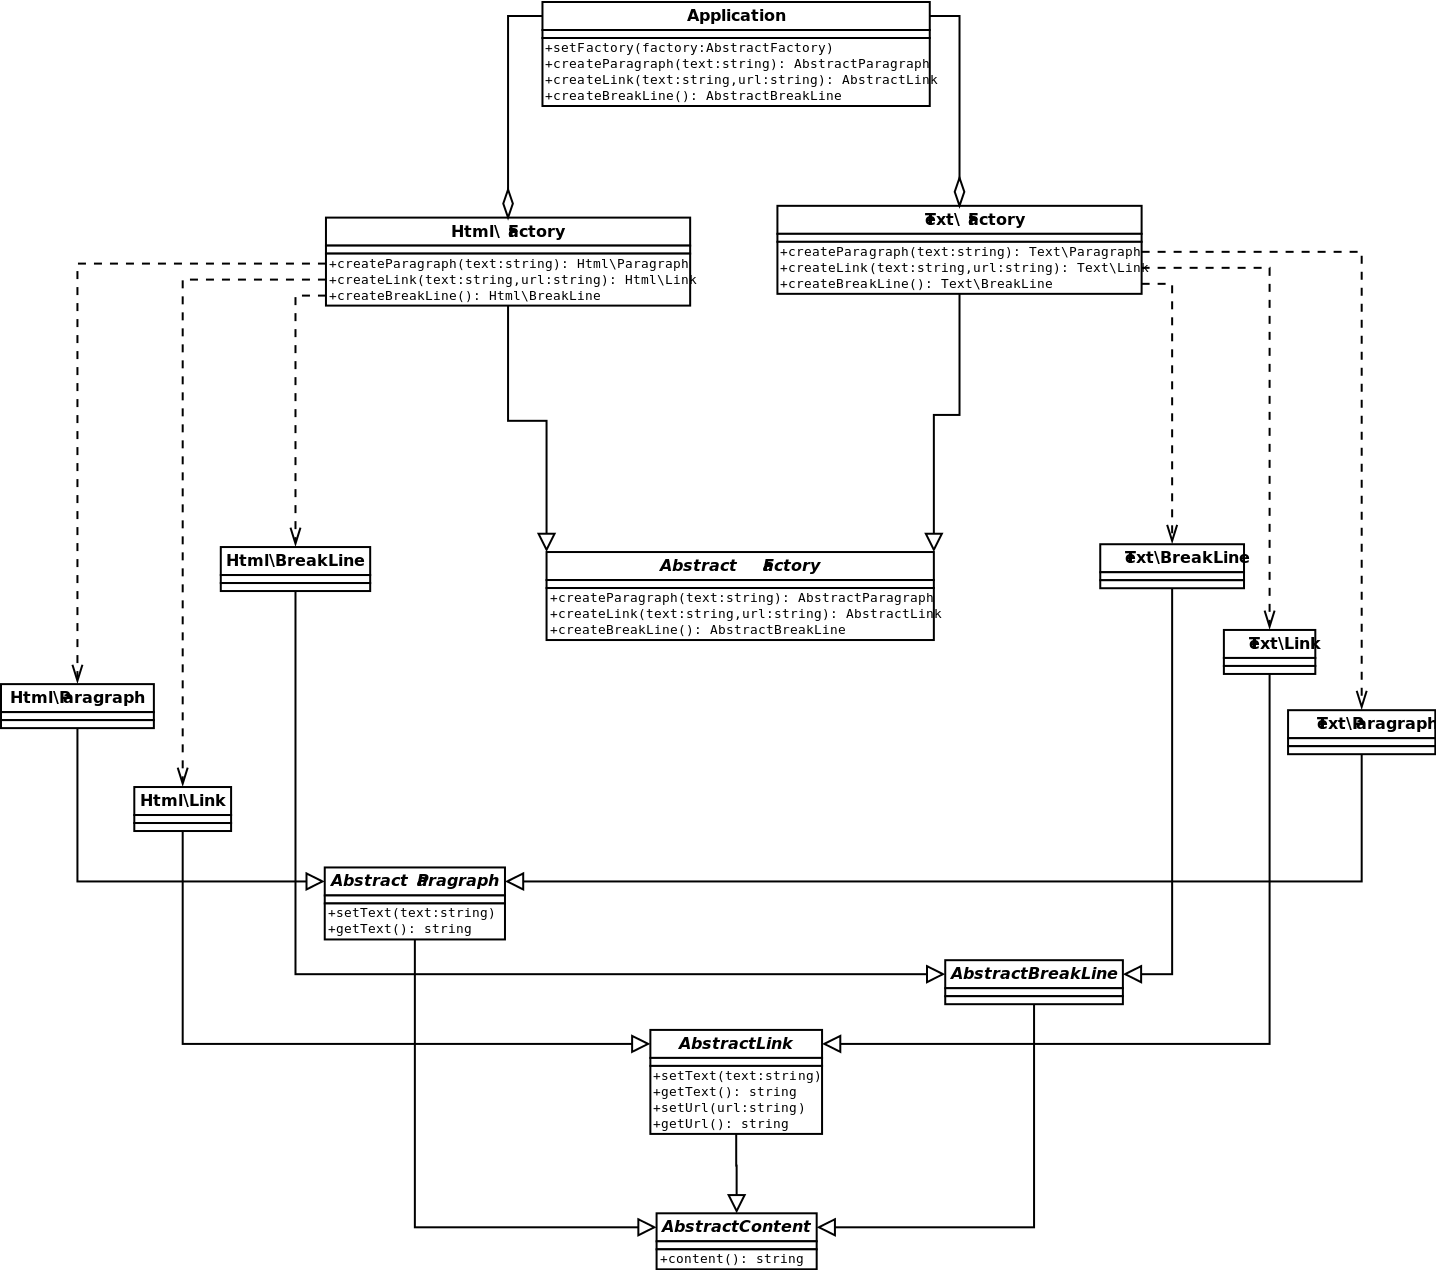 Application
+setFactory(factory:AbstractFactory)
+createParagraph(text:string): AbstractParagraph
+createLink(text:string,url:string): AbstractLink
+createBreakLine(): AbstractBreakLine
Html\Factory
+createParagraph(text:string): Html\Paragraph
+createLink(text:string,url:string): Html\Link
+createBreakLine(): Html\BreakLine
Text\Factory
+createParagraph(text:string): Text\Paragraph
+createLink(text:string,url:string): Text\Link
+createBreakLine(): Text\BreakLine
Html\BreakLine
AbstractFactory
+createParagraph(text:string): AbstractParagraph
+createLink(text:string,url:string): AbstractLink
+createBreakLine(): AbstractBreakLine
Text\BreakLine
Text\Link
Html\Paragraph
Text\Paragraph
Html\Link
AbstractParagraph
+setText(text:string)
+getText(): string
AbstractBreakLine
AbstractLink
+setText(text:string)
+getText(): string
+setUrl(url:string)
+getUrl(): string
AbstractContent
+content(): string